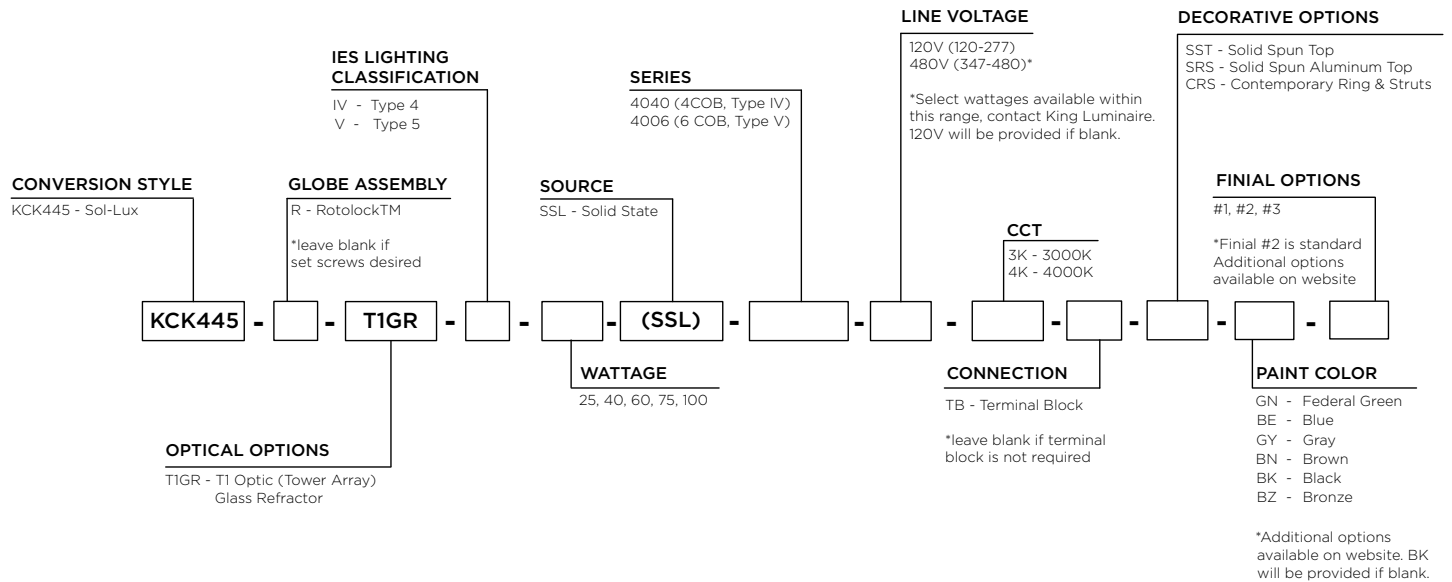 LINE VOLTAGE
120V (120-277)
480V (347-480)*
*Select wattages available within
this range, contact King Luminaire.
120V will be provided if blank.
DECORATIVE OPTIONS
SST - Solid Spun Top
SRS - Solid Spun Aluminum Top
CRS - Contemporary Ring & Struts
IES LIGHTING
CLASSIFICATION
IV - Type 4
V - Type 5
SERIES
4040 (4COB, Type IV)
4006 (6 COB, Type V)
CONVERSION STYLE
KCK445 - Sol-Lux
GLOBE ASSEMBLY
R - RotolockTM
*leave blank if
set screws desired
SOURCE
SSL - Solid State
CCT
3K - 3000K
4K - 4000K
FINIAL OPTIONS
#1, #2, #3
*Finial #2 is standard
Additional options
available on website
KCK445 - - T1GR - - (SSL) - - - - - - -
WATTAGE
25, 40, 60, 75, 100
CONNECTION
TB - Terminal Block
*leave blank if terminal
block is not required
PAINT COLOR
GN - Federal Green
BE - Blue
GY - Gray
BN - Brown
BK - Black
BZ - Bronze
*Additional options
available on website. BK
will be provided if blank.
OPTICAL OPTIONS
T1GR - T1 Optic (Tower Array)
Glass Refractor